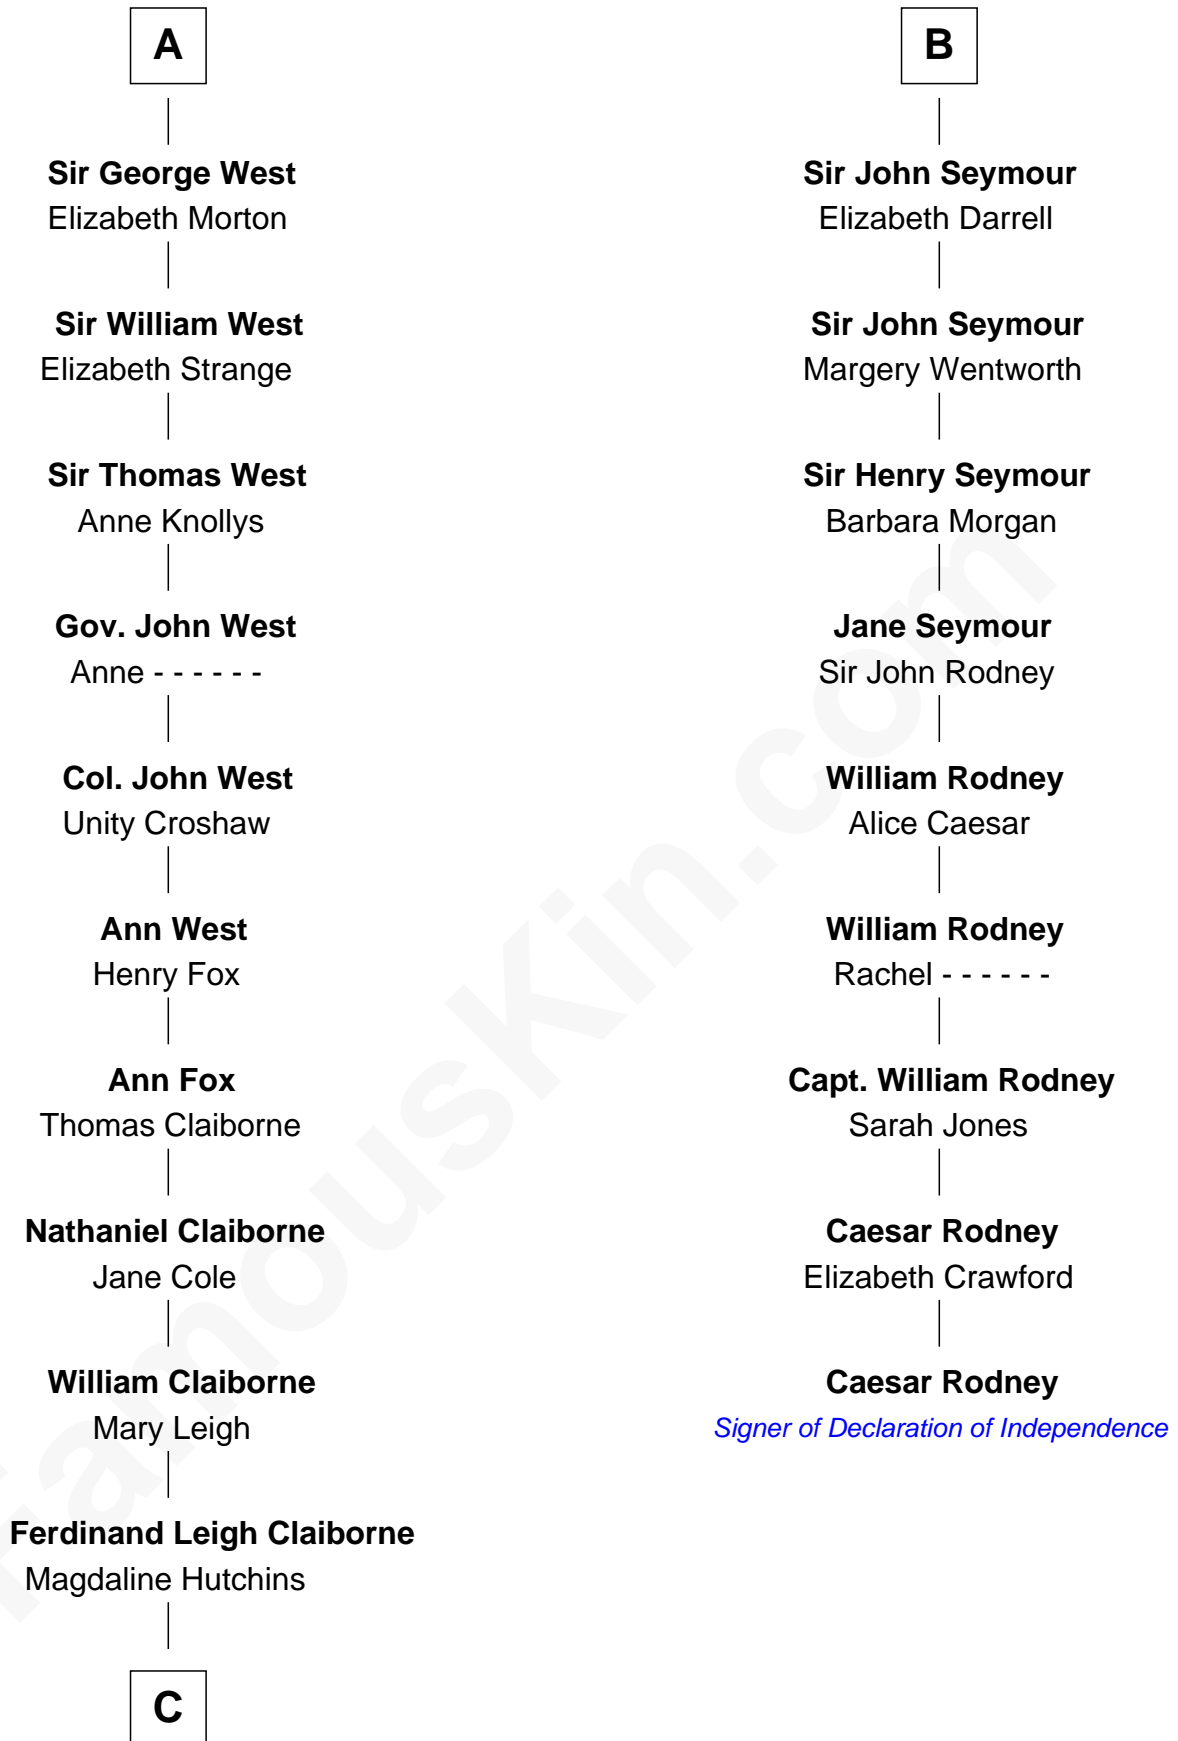 A
Sir George West
Elizabeth Morton
Sir William West
Elizabeth Strange
Sir Thomas West
Anne Knollys
Gov. John West
Anne - - - - - -
Col. John West
Unity Croshaw
Ann West
Henry Fox
Ann Fox
Thomas Claiborne
Nathaniel Claiborne
Jane Cole
William Claiborne
Mary Leigh
Ferdinand Leigh Claiborne
Magdaline Hutchins
C
B
Sir John Seymour
Elizabeth Darrell
Sir John Seymour
Margery Wentworth
Sir Henry Seymour
Barbara Morgan
Jane Seymour
Sir John Rodney
William Rodney
Alice Caesar
William Rodney
Rachel - - - - - -
Capt. William Rodney
Sarah Jones
Caesar Rodney
Elizabeth Crawford
Caesar Rodney
Signer of Declaration of Independence
FamousKin.com